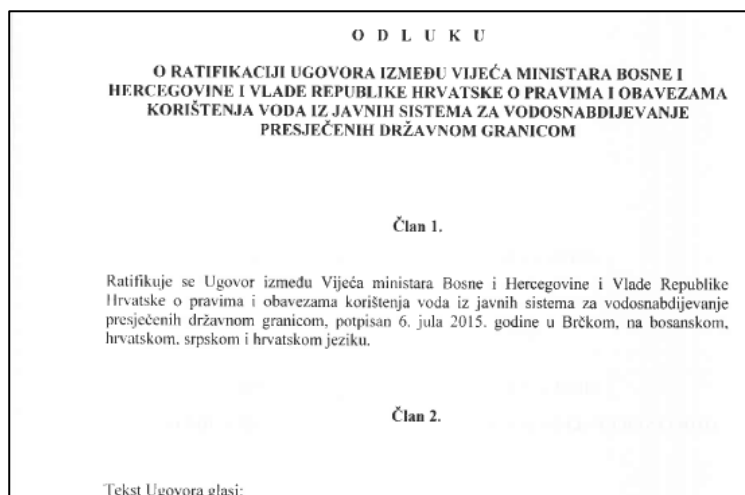 O D L U K U
O RATIFIKACIJI UGOVORA IZMEĐU VIJEĆA MINISTARA BOSNE I
HERCEGOVINE I VLADE REPUBLIKE HRVATSKE O PRAVIMA I OBAVEZAMA
KORIŠTENJA VODA IZ JAVNIH SISTEMA ZA VODOSNABDIJEVANJE
PRESJEČENIH DRŽAVNOM GRANICOM
Član 1.
Ratifikuje se Ugovor između Vijeća ministara Bosne i Hercegovine i Vlade Republike
Hrvatske o pravima i obavezama korištenja voda iz javnih sistema za vodosnabdijevanje
presječenih državnom granicom, potpisan 6. jula 2015. godine u Brčkom, na bosanskom,
hrvatskom, srpskom i hrvatskom jeziku.
Član 2.
Tekst Ugovora glasi: